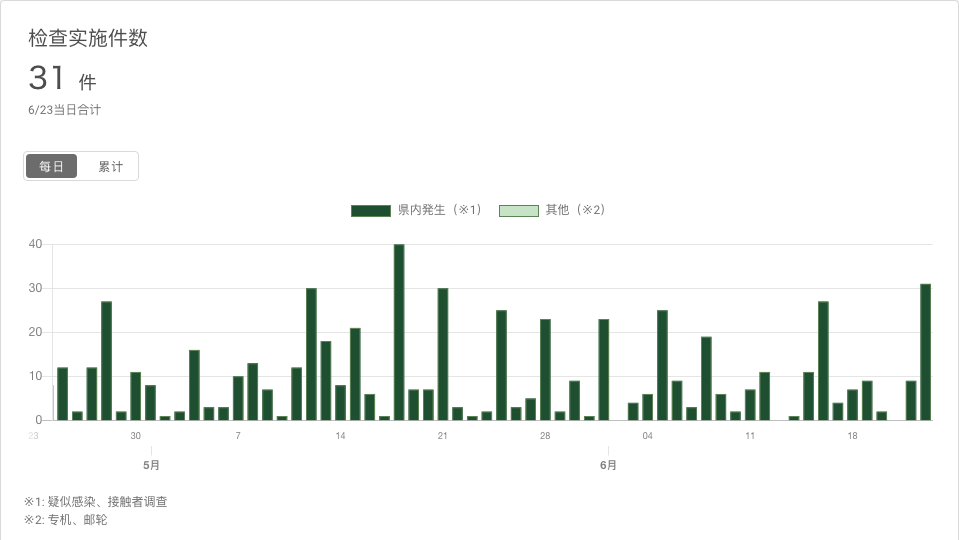 检查实施件数
31 件
6/23当日合计
每日 累计
県内発生（※1） 其他（※2）
40
30
20
10
0
23 30 7 14 21 28 04 11 18
5月 6月
※1: 疑似感染、接触者调查
※2: 专机、邮轮